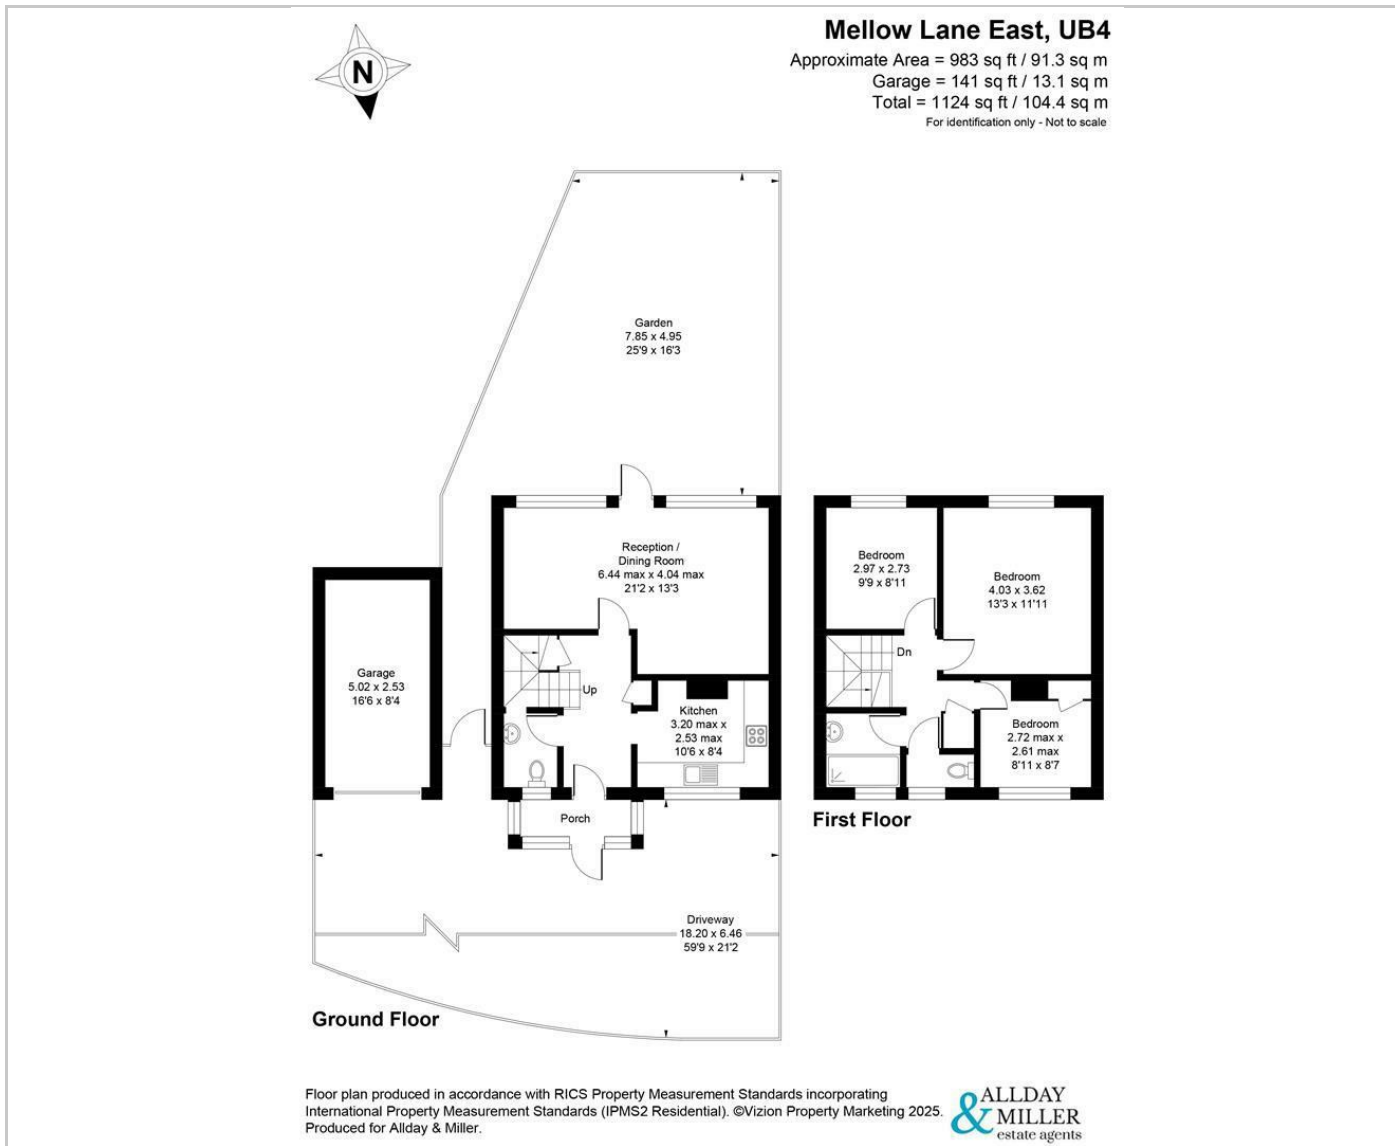 Mellow Lane East, UB4
Approximate Area = 983 sq ft / 91.3 sq m
Garage = 141 sq ft / 13.1 sq m
Total = 1124 sq ft / 104.4 sq m
For identification only - Not to scale
N
Garden
7.85 x 4.95
25'9 x 16'3
Reception /
Dining Room
6.44 max x 4.04 max
21'2 x 13'3
Garage
5.02 x 2.53
16'6 x 8'4
Up
Kitchen
3.20 max x
2.53 max
10'6 x 8'4
Porch
Driveway
18.20 x 6.46
59'9 x 21'2
Ground Floor
Bedroom
2.97 x 2.73
9'9 x 8'11
Bedroom
4.03 x 3.62
13'3 x 11'11
Dn
Bedroom
2.72 max x
2.61 max
8'11 x 8'7
First Floor
Floor plan produced in accordance with RICS Property Measurement Standards incorporating
International Property Measurement Standards (IPMS2 Residential). ©Vizion Property Marketing 2025.
Produced for Allday & Miller.
ALLDAY
& MILLER
estate agents